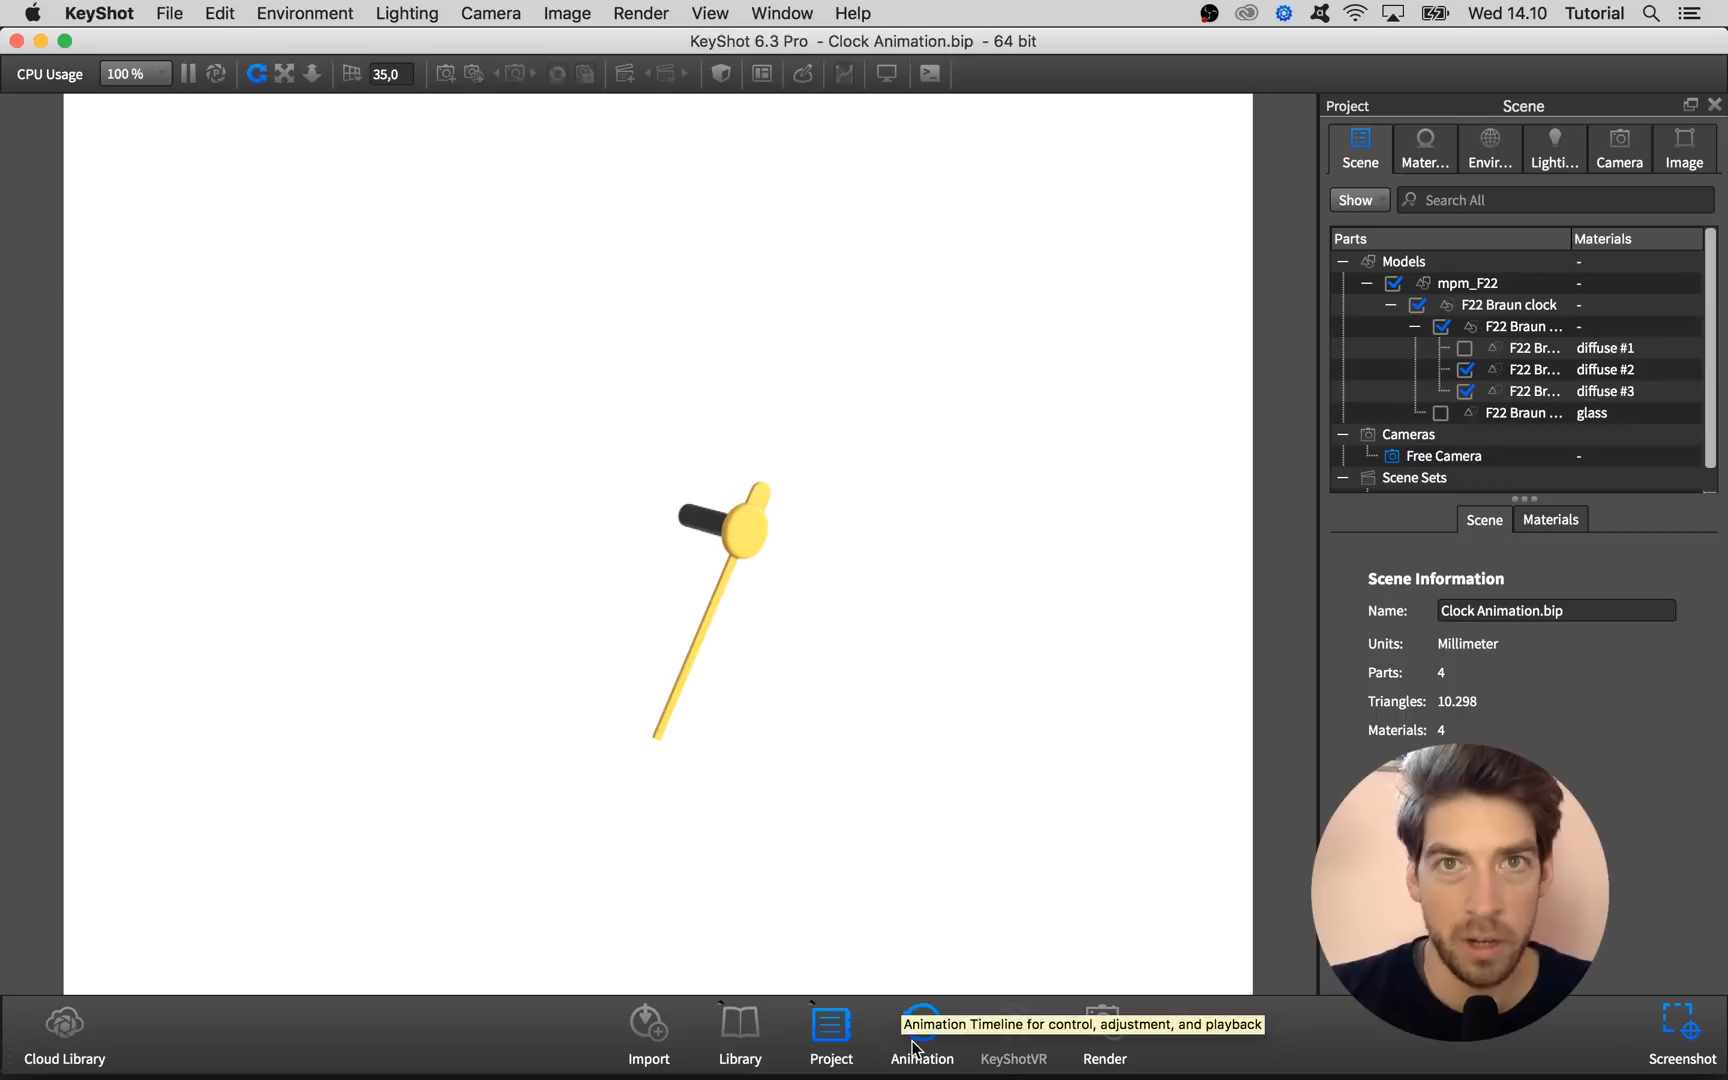 KeyShot File Edit Environment Lighting Camera Image Render View Window Help Wed 14.10 Tutorial
KeyShot 6.3 Pro - Clock Animation.bip - 64 bit
CPU Usage 100 % 35,0
Project Scene
Scene Mater... Envir... Lighti... Camera Image
Show Search All
Parts Materials
Models -
mpm_F22 -
F22 Braun clock -
F22 Braun ... -
F22 Br... diffuse #1
F22 Br... diffuse #2
F22 Br... diffuse #3
F22 Braun ... glass
Cameras
Free Camera -
Scene Sets
Scene Materials
Scene Information
Name: Clock Animation.bip
Units: Millimeter
Parts: 4
Triangles: 10.298
Materials: 4
Animation Timeline for control, adjustment, and playback
Cloud Library Import Library Project Animation KeyShotVR Render Screenshot